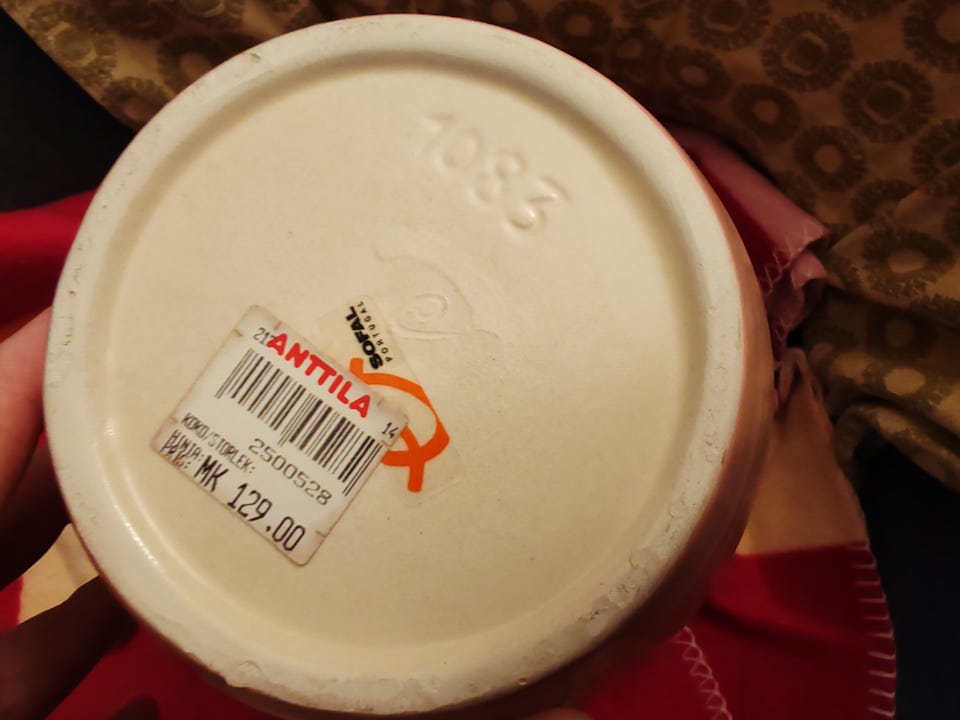 1083
SOFAL
PORTUGAL
21
ANTTILA
14
KOKO/STORLEK:
2500528
HINTA:
PRIS: MK 129,00